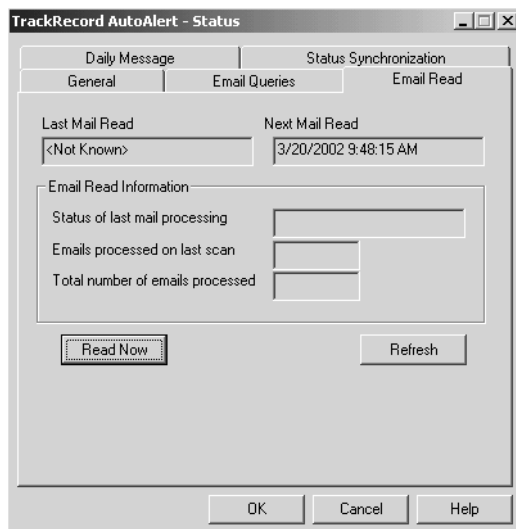 TrackRecord AutoAlert - Status
Daily Message
Status Synchronization
General
Email Queries
Email Read
Last Mail Read
Next Mail Read
<Not Known>
3/20/2002 9:48:15 AM
Email Read Information
Status of last mail processing
Emails processed on last scan
Total number of emails processed
Read Now
Refresh
OK
Cancel
Help